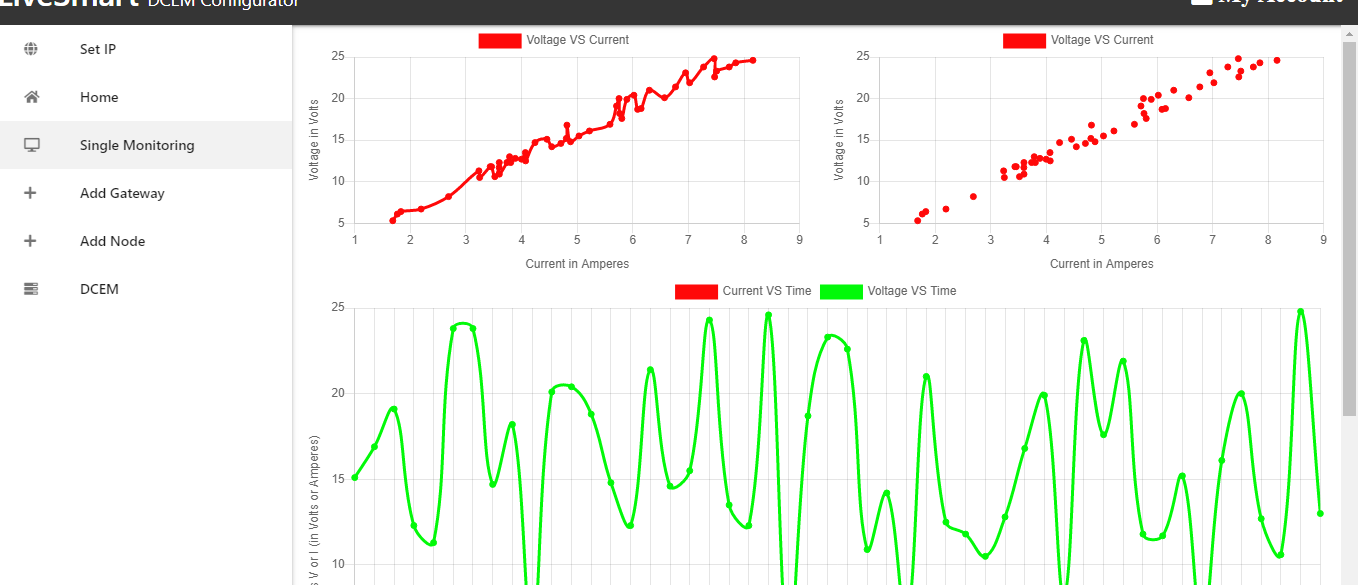 LiveSmart DCEM Configurator
My Account
Set IP
Home
Single Monitoring
Add Gateway
Add Node
DCEM
Voltage VS Current
25
20
15
10
5
Voltage in Volts
1 2 3 4 5 6 7 8 9
Current in Amperes
Voltage VS Current
25
20
15
10
5
Voltage in Volts
1 2 3 4 5 6 7 8 9
Current in Amperes
Current VS Time Voltage VS Time
25
20
15
10
V or I (in Volts or Amperes)